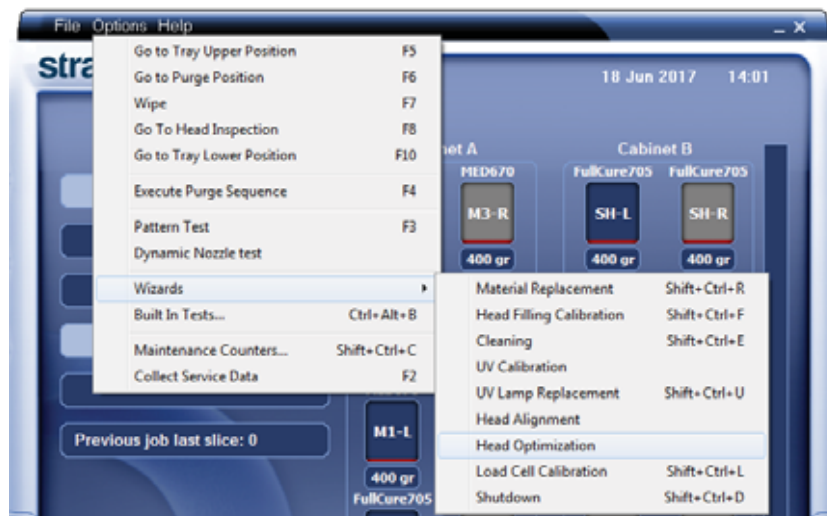 File Options Help
stra
18 Jun 2017 14:01
Go to Tray Upper Position F5
Go to Purge Position F6
Wipe F7
Go To Head Inspection F8
Go to Tray Lower Position F10
Execute Purge Sequence F4
Pattern Test F3
Dynamic Nozzle test
Wizards
Built In Tests... Ctrl+Alt+B
Maintenance Counters... Shift+Ctrl+C
Collect Service Data F2
net A
Cabinet B
MED670
FullCure705 FullCure705
M3-R
SH-L
SH-R
400 gr
400 gr
400 gr
Material Replacement Shift+Ctrl+R
Head Filling Calibration Shift+Ctrl+F
Cleaning Shift+Ctrl+E
UV Calibration
UV Lamp Replacement Shift+Ctrl+U
Head Alignment
Head Optimization
Load Cell Calibration Shift+Ctrl+L
Shutdown Shift+Ctrl+D
Previous job last slice: 0
M1-L
400 gr
FullCure705